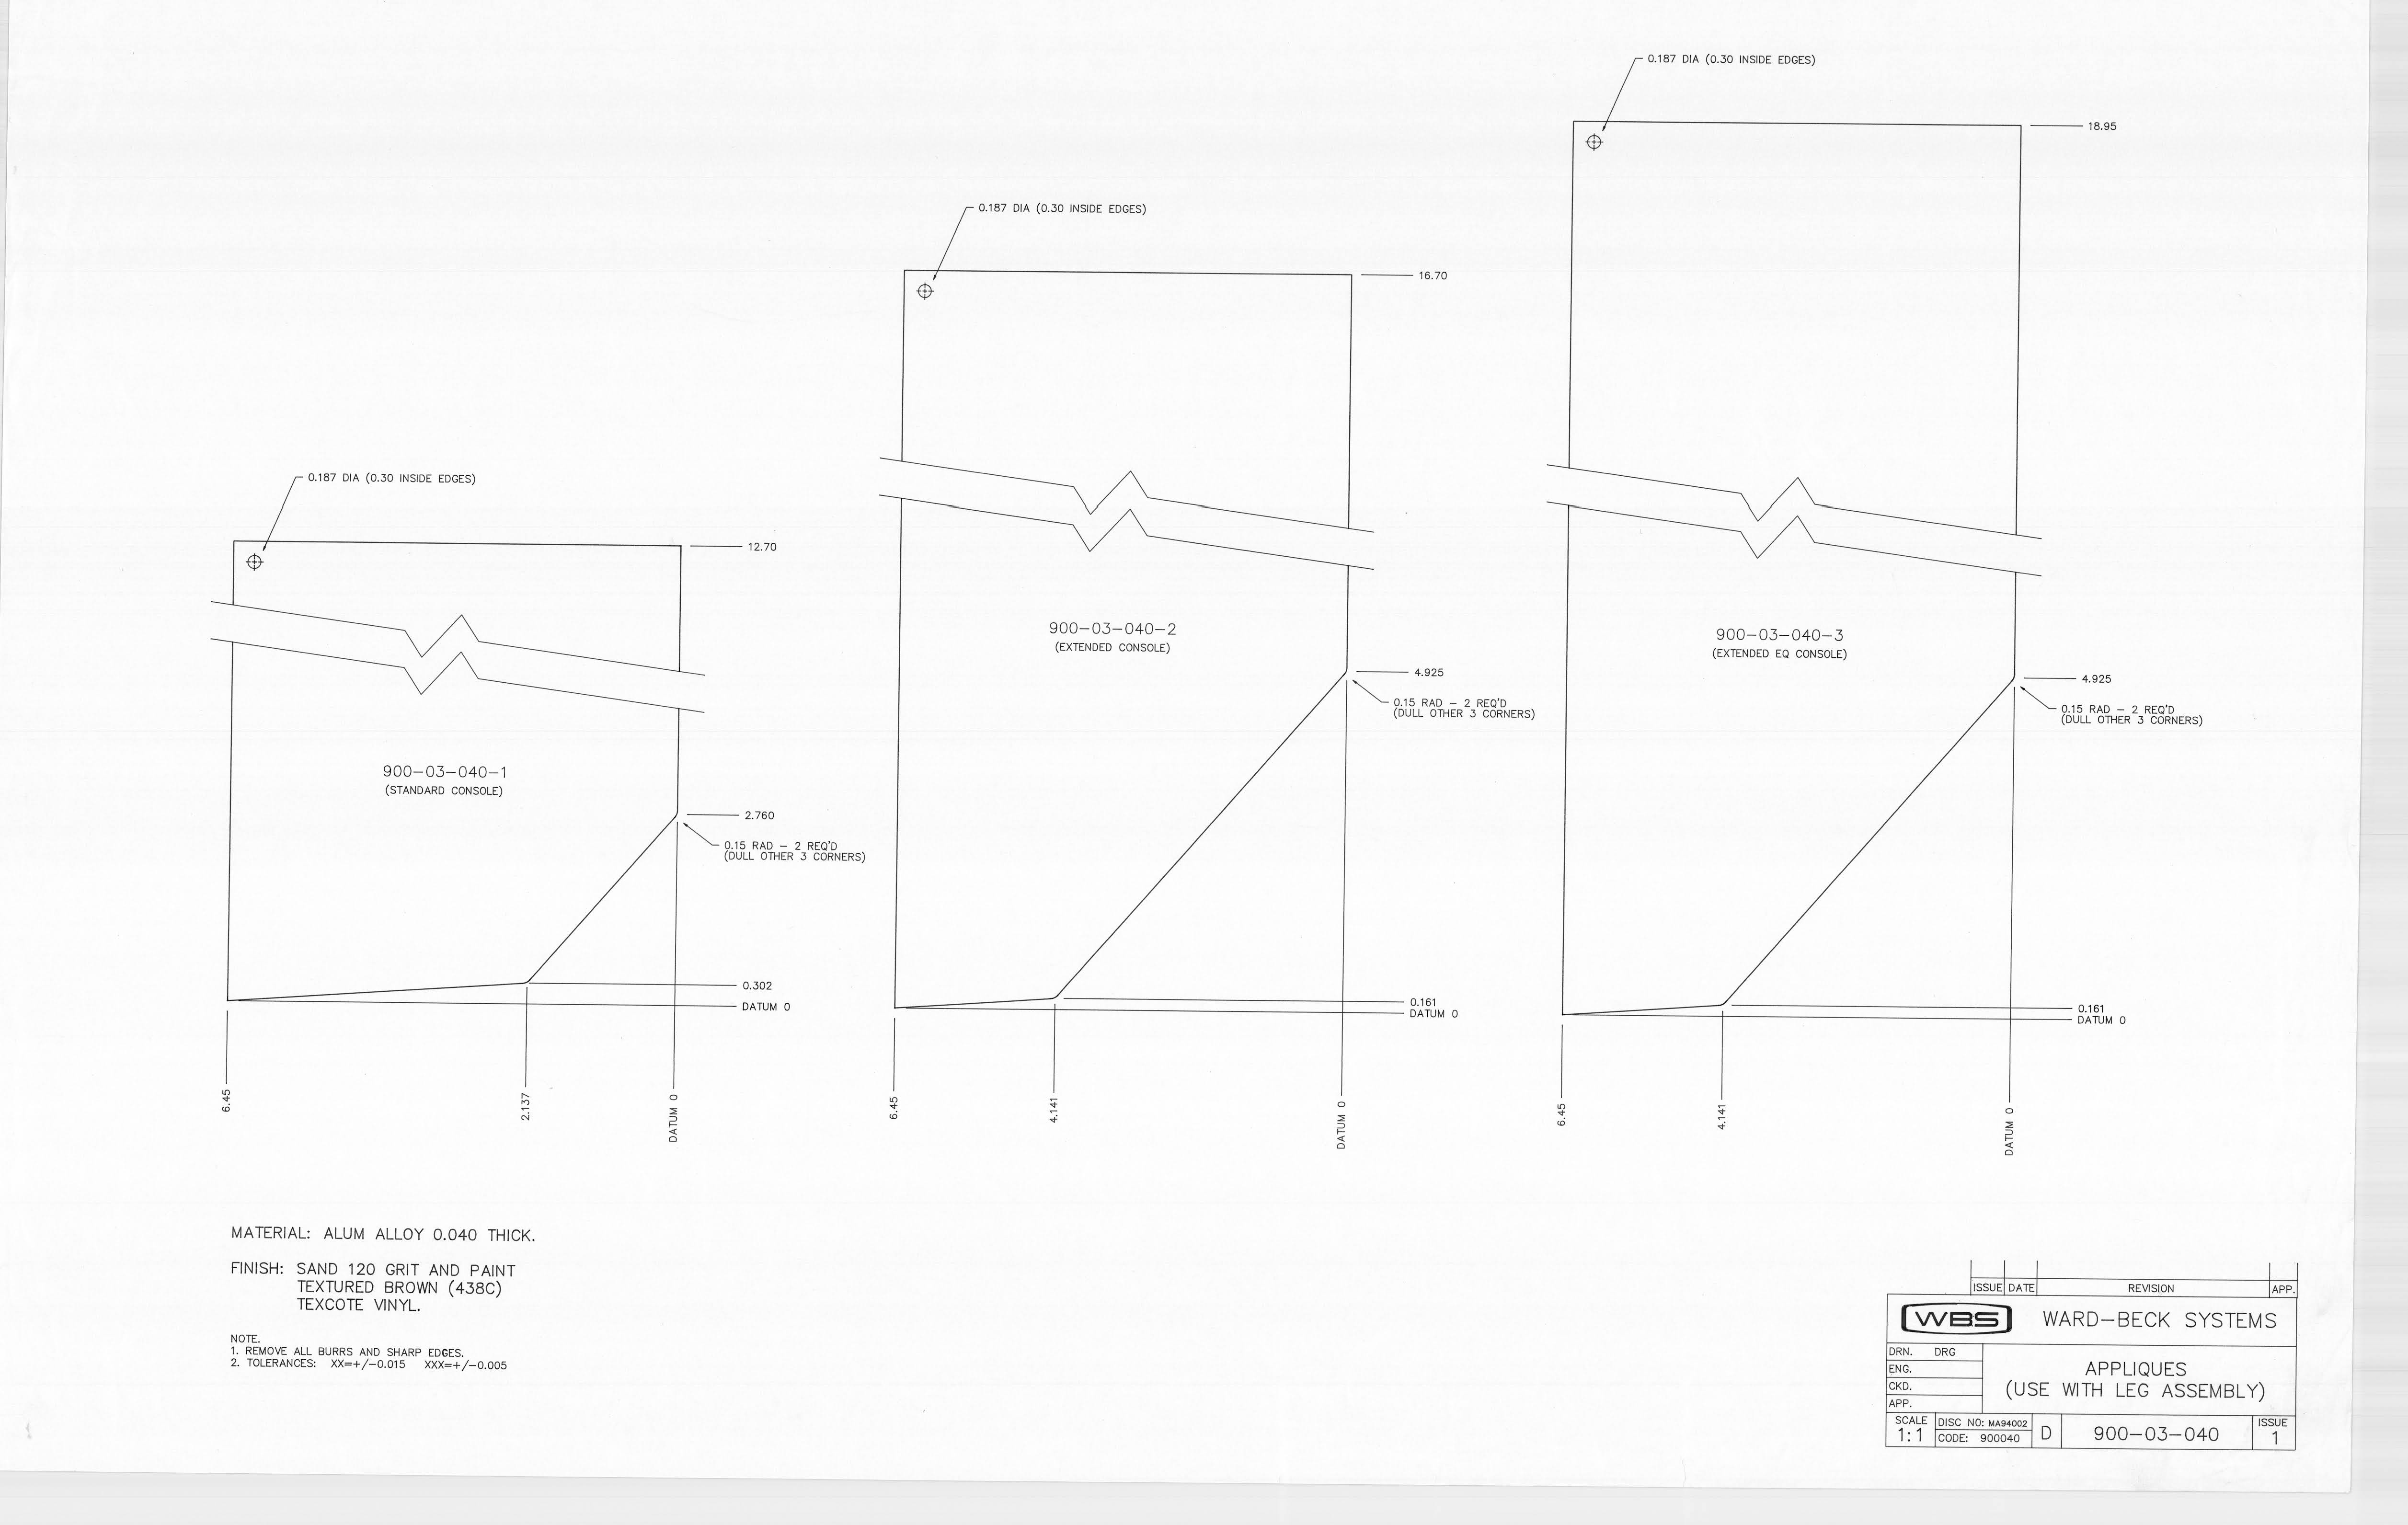 0.187 DIA (0.30 INSIDE EDGES)
18.95
0.187 DIA (0.30 INSIDE EDGES)
16.70
0.187 DIA (0.30 INSIDE EDGES)
12.70
900-03-040-1
(STANDARD CONSOLE)
2.760
0.15 RAD - 2 REQ'D
(DULL OTHER 3 CORNERS)
0.302
DATUM 0
6.45
2.137
DATUM 0
900-03-040-2
(EXTENDED CONSOLE)
4.925
0.15 RAD - 2 REQ'D
(DULL OTHER 3 CORNERS)
0.161
DATUM 0
6.45
4.141
DATUM 0
900-03-040-3
(EXTENDED EQ CONSOLE)
4.925
0.15 RAD - 2 REQ'D
(DULL OTHER 3 CORNERS)
0.161
DATUM 0
6.45
4.141
DATUM 0
MATERIAL: ALUM ALLOY 0.040 THICK.
FINISH: SAND 120 GRIT AND PAINT
TEXTURED BROWN (438C)
TEXCOTE VINYL.
NOTE.
1. REMOVE ALL BURRS AND SHARP EDGES.
2. TOLERANCES: XX=+/-0.015 XXX=+/-0.005
ISSUE DATE REVISION APP.
WBS WARD-BECK SYSTEMS
DRN. DRG
ENG.
CKD.
APP.
APPLIQUES
(USE WITH LEG ASSEMBLY)
SCALE
1:1
DISC NO: MA94002
CODE: 900040
D
900-03-040
ISSUE
1